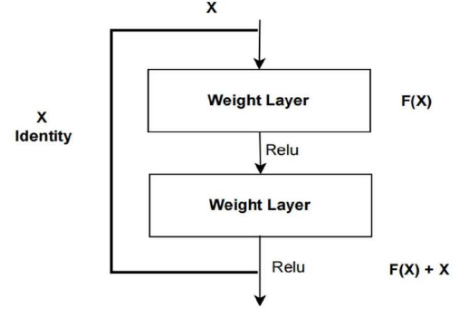 X
Weight Layer
F(X)
X
Identity
Relu
Weight Layer
Relu
F(X) + X